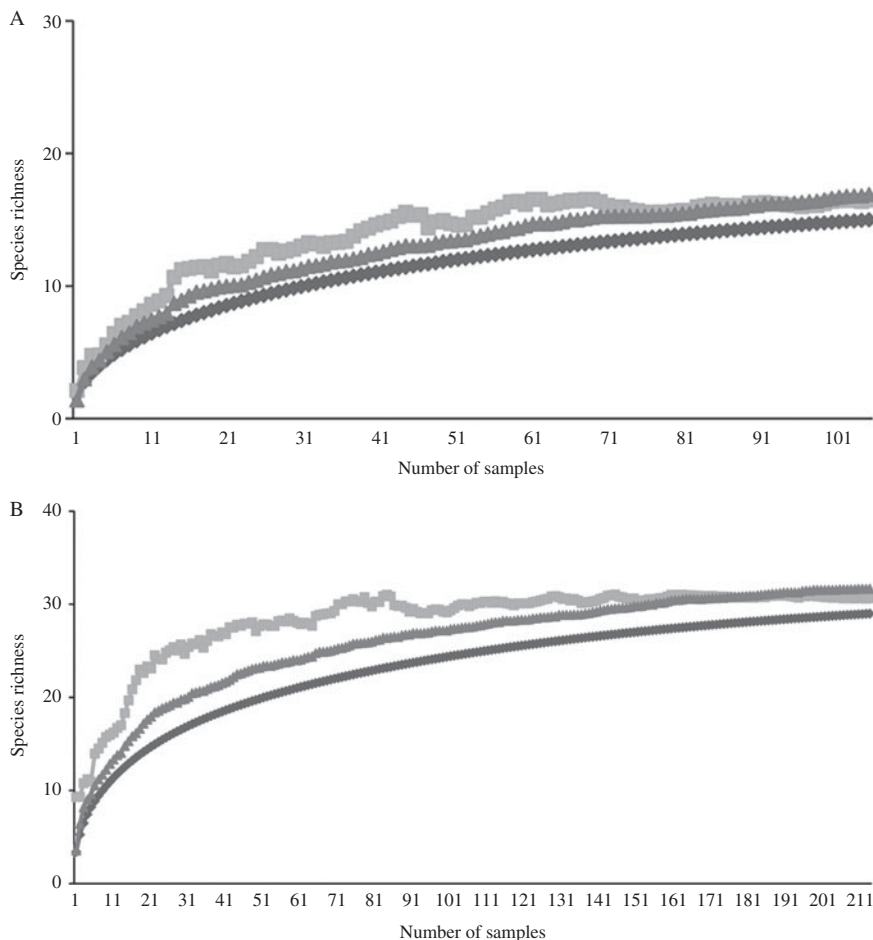 A
30
20
10
0
Species richness
1 11 21 31 41 51 61 71 81 91 101
Number of samples
B
40
30
20
10
0
Species richness
1 11 21 31 41 51 61 71 81 91 101 111 121 131 141 151 161 171 181 191 201 211
Number of samples